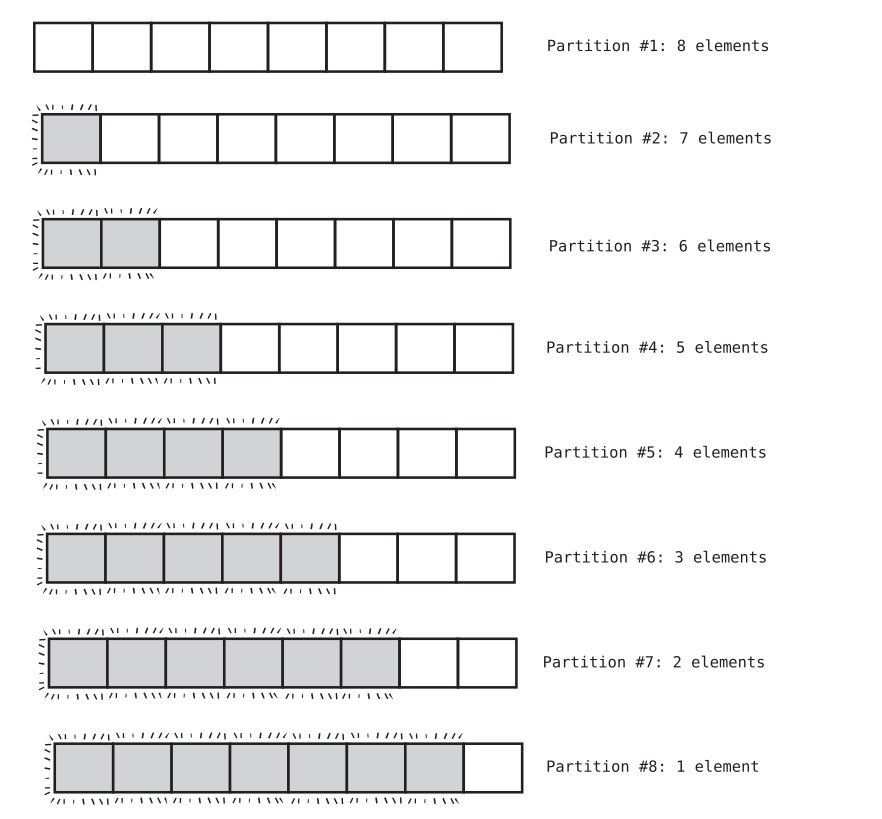 Partition #1: 8 elements
Partition #2: 7 elements
Partition #3: 6 elements
Partition #4: 5 elements
Partition #5: 4 elements
Partition #6: 3 elements
Partition #7: 2 elements
Partition #8: 1 element